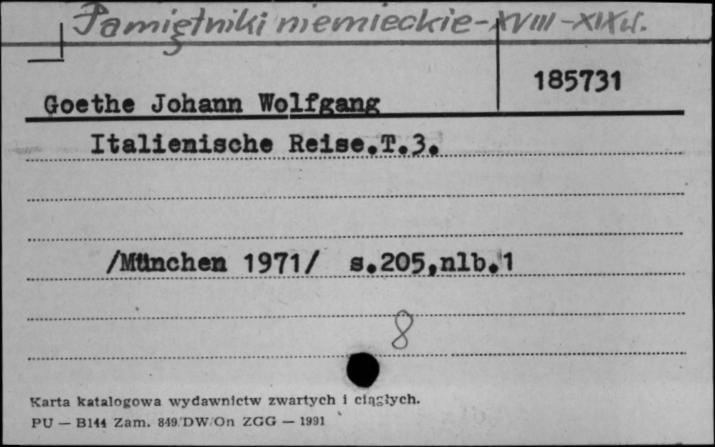 Pamiętniki niemieckie-XVIII-XIXw.
185731
Goethe Johann Wolfgang
Italienische Reise.T.3.
/München 1971/ s.205,nlb.1
8
Karta katalogowa wydawnictw zwartych i ciągłych.
PU — B144 Zam. 849/DW/On ZGG — 1991